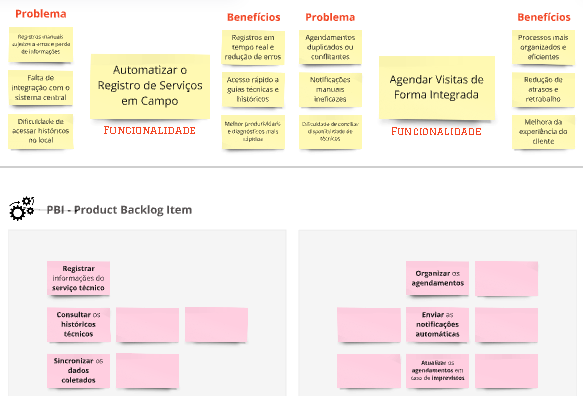 Problema
Registros manuais
sujeitos a erros e perda
de informações
Falta de
integração com o
sistema central
Dificuldade de
acessar históricos
no local
Automatizar o
Registro de Serviços
em Campo
FUNCIONALIDADE
Benefícios
Registros em
tempo real e
redução de erros
Acesso rápido a
guias técnicos e
históricos
Melhor produtividade
e diagnósticos mais
rápidos
Problema
Agendamentos
duplicados ou
conflitantes
Notificações
manuais
ineficazes
Dificuldade de conciliar
disponibilidade de
técnicos
Agendar Visitas de
Forma Integrada
FUNCIONALIDADE
Benefícios
Processos mais
organizados e
eficientes
Redução de
atrasos e
retrabalho
Melhora da
experiência do
cliente
PBI - Product Backlog Item
Registrar
informações do
serviço técnico
Consultar os
históricos
técnicos
Sincronizar os
dados
coletados
Organizar os
agendamentos
Enviar as
notificações
automáticas
Atualizar os
agendamentos em
caso de imprevistos